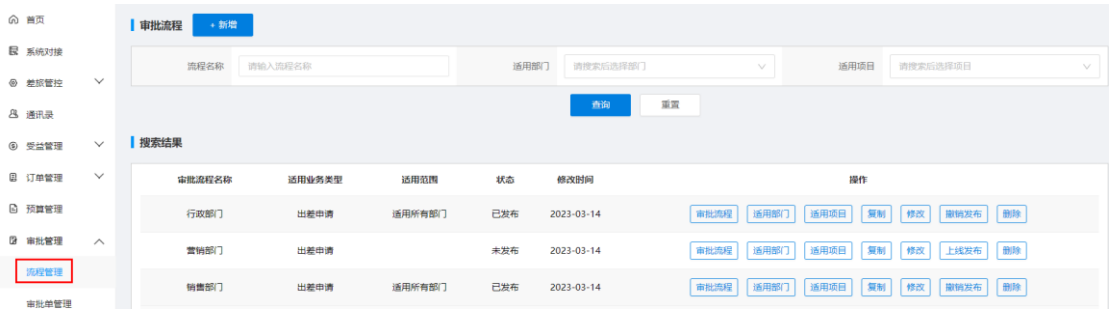 首页
系统对接
差旅管控
通讯录
受益管理
订单管理
预算管理
审批管理
流程管理
审批单管理
审批流程 + 新增
流程名称 请输入流程名称 适用部门 请搜索后选择部门 适用项目 请搜索后选择项目
查询 重置
搜索结果
审批流程名称 适用业务类型 适用范围 状态 修改时间 操作
行政部门 出差申请 适用所有部门 已发布 2023-03-14 审批流程 适用部门 适用项目 复制 修改 撤销发布 删除
营销部门 出差申请 未发布 2023-03-14 审批流程 适用部门 适用项目 复制 修改 上线发布 删除
销售部门 出差申请 适用所有部门 已发布 2023-03-14 审批流程 适用部门 适用项目 复制 修改 撤销发布 删除